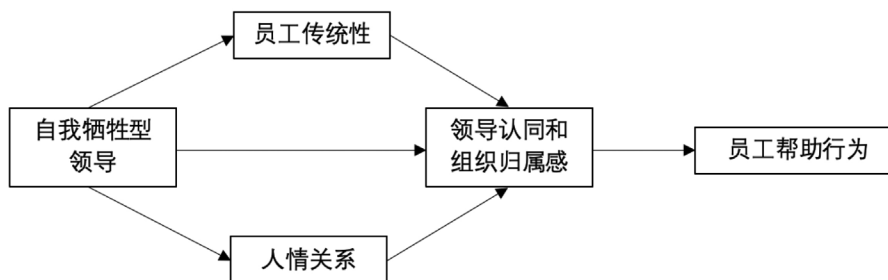 员工传统性
自我牺牲型
领导
领导认同和
组织归属感
员工帮助行为
人情关系